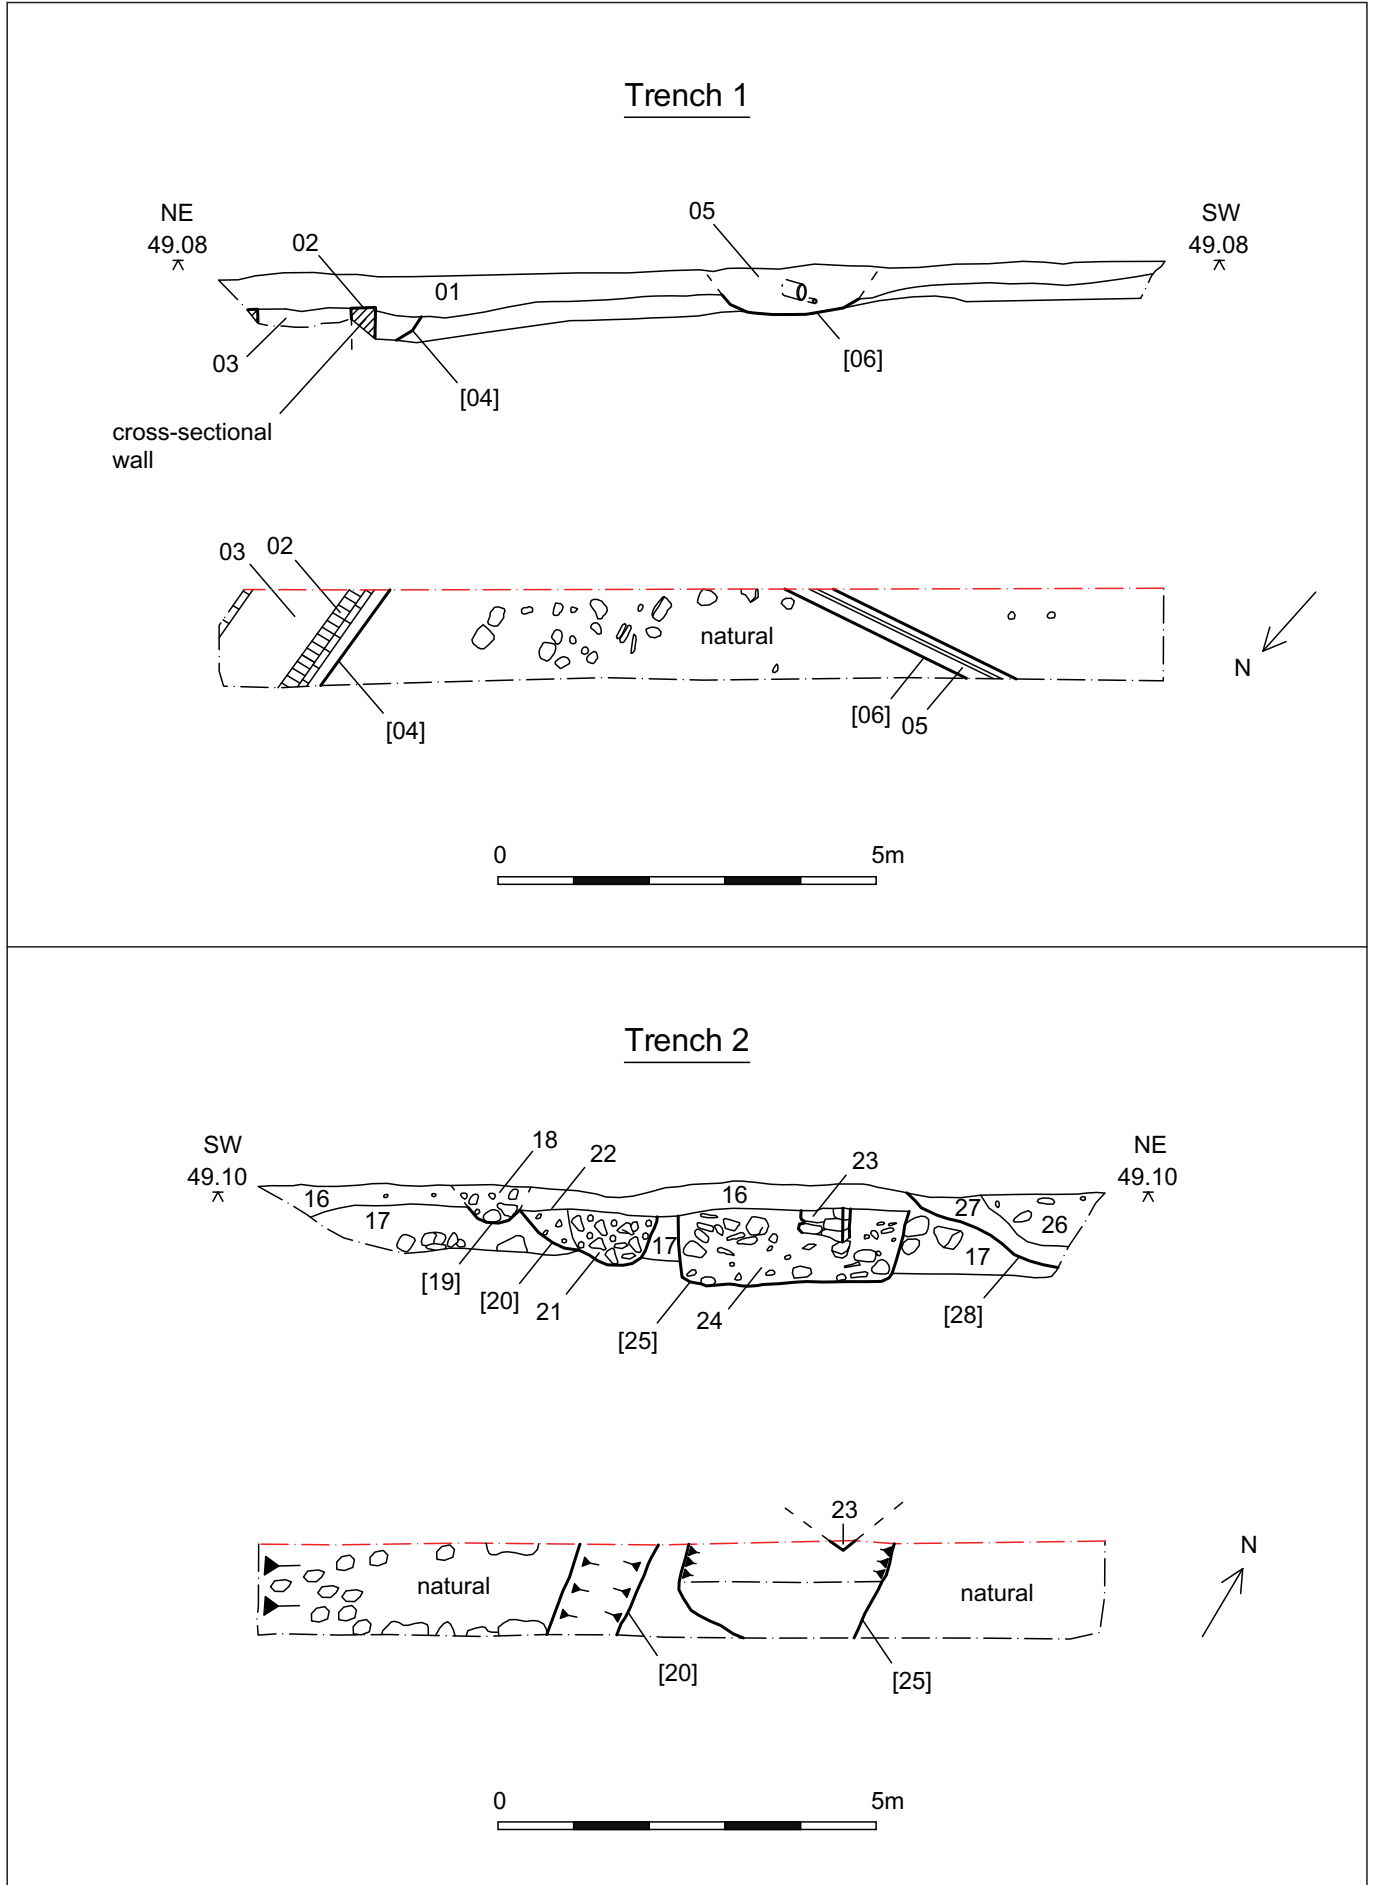 Trench 1
NE
49.08
SW
49.08
05
02
01
03
[04]
[06]
cross-sectional
wall
03
02
natural
N
[04]
[06]
05
0
5m
Trench 2
SW
49.10
NE
49.10
18
22
23
16
16
27
26
17
17
17
[19]
[20]
21
[25]
24
[28]
23
N
natural
natural
[20]
[25]
0
5m